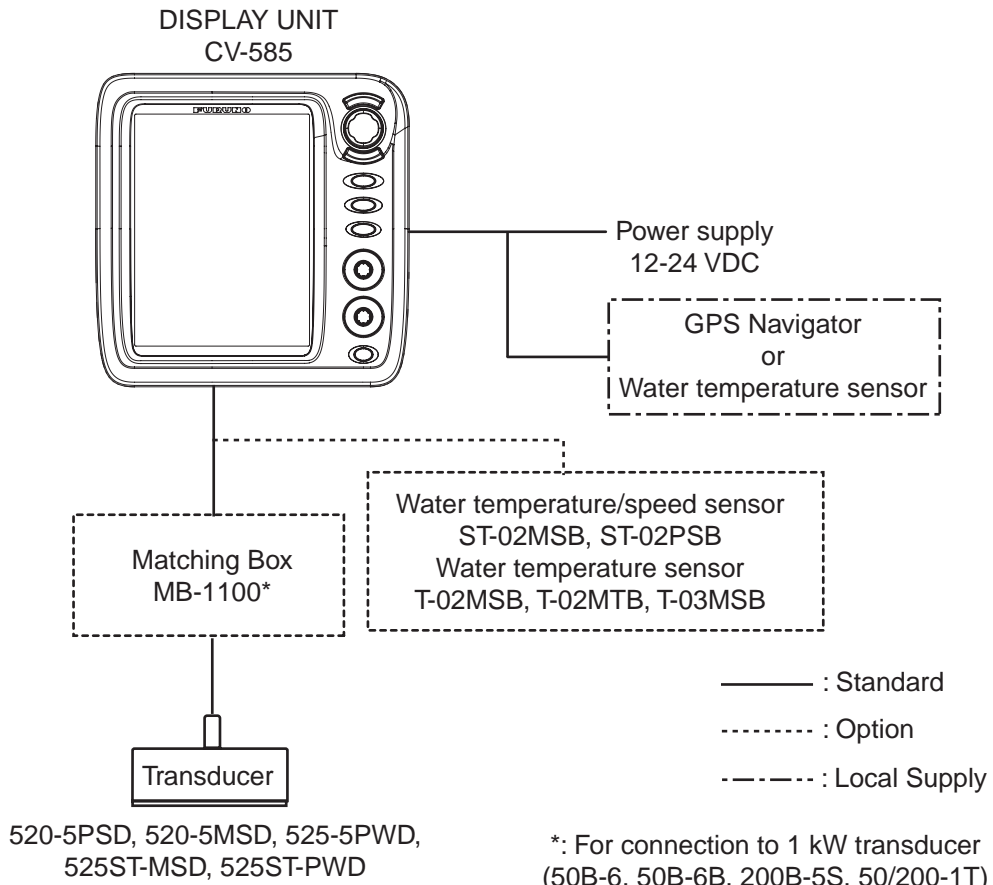 DISPLAY UNIT
CV-585
FURUNO
Power supply
12-24 VDC
GPS Navigator
or
Water temperature sensor
Water temperature/speed sensor
ST-02MSB, ST-02PSB
Water temperature sensor
T-02MSB, T-02MTB, T-03MSB
Matching Box
MB-1100*
Transducer
520-5PSD, 520-5MSD, 525-5PWD,
525ST-MSD, 525ST-PWD
: Standard
: Option
: Local Supply
*: For connection to 1 kW transducer
(50B-6, 50B-6B, 200B-5S, 50/200-1T)